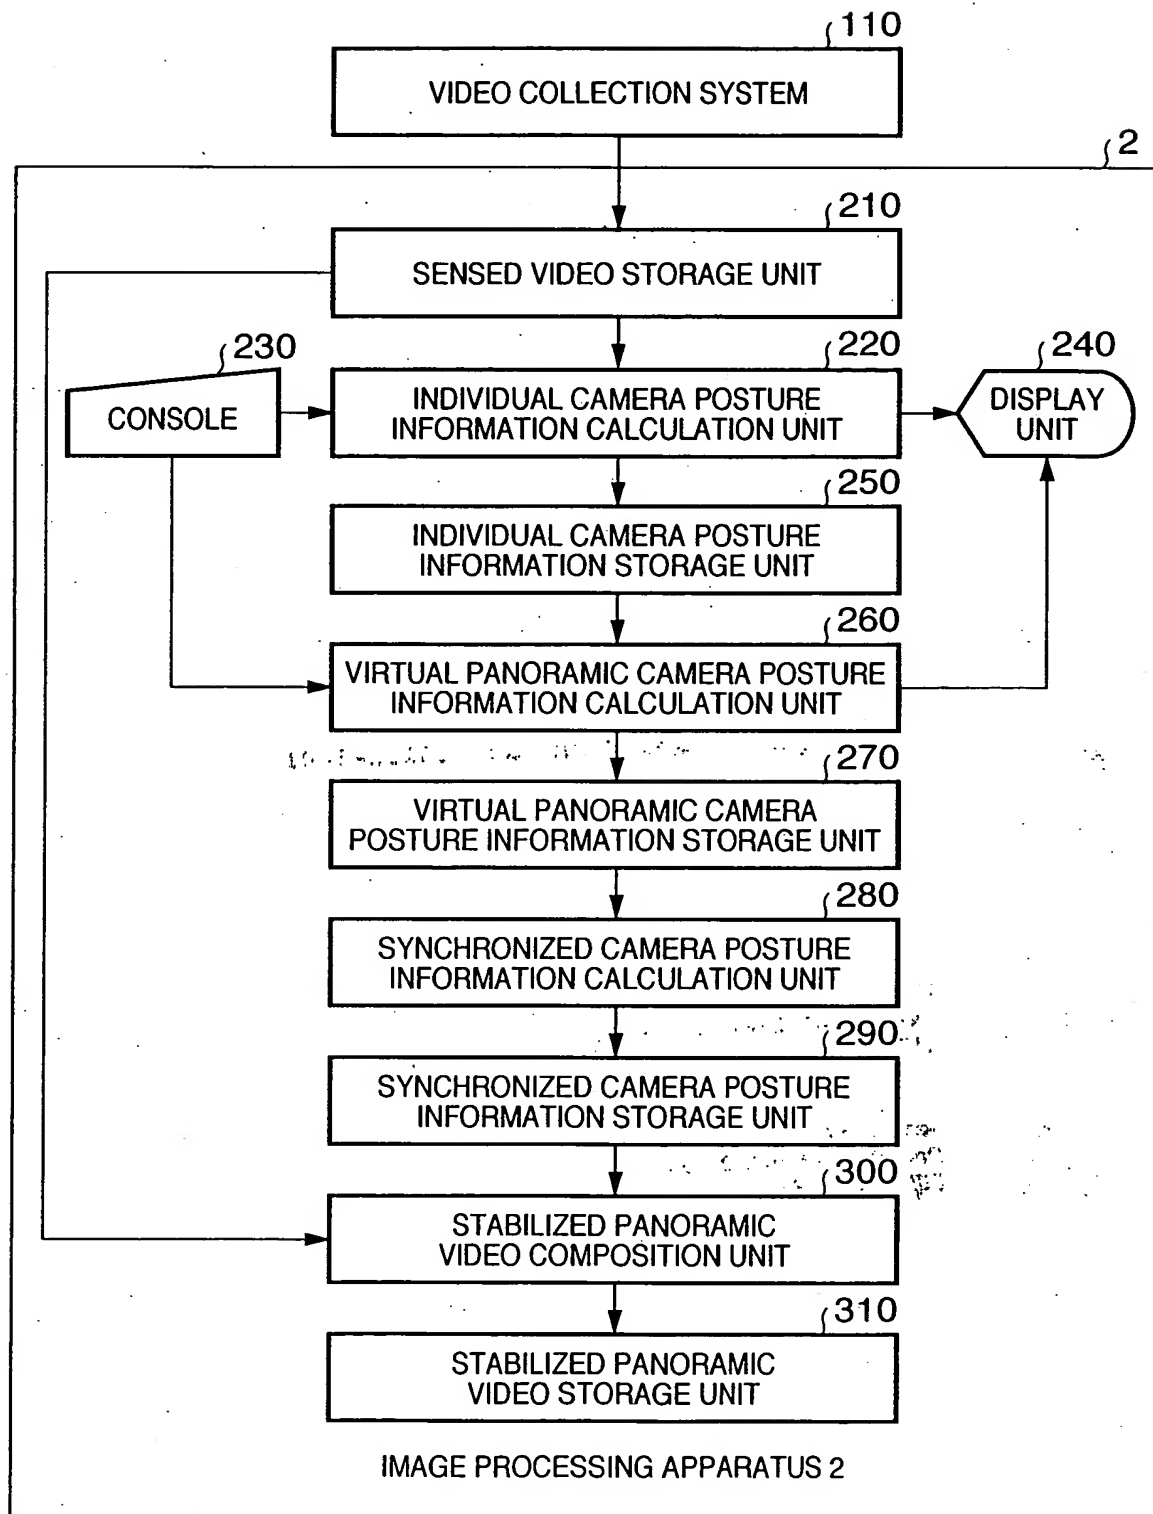 110
VIDEO COLLECTION SYSTEM
2
210
SENSED VIDEO STORAGE UNIT
230
CONSOLE
220
INDIVIDUAL CAMERA POSTURE
INFORMATION CALCULATION UNIT
240
DISPLAY
UNIT
250
INDIVIDUAL CAMERA POSTURE
INFORMATION STORAGE UNIT
260
VIRTUAL PANORAMIC CAMERA POSTURE
INFORMATION CALCULATION UNIT
270
VIRTUAL PANORAMIC CAMERA
POSTURE INFORMATION STORAGE UNIT
280
SYNCHRONIZED CAMERA POSTURE
INFORMATION CALCULATION UNIT
290
SYNCHRONIZED CAMERA POSTURE
INFORMATION STORAGE UNIT
300
STABILIZED PANORAMIC
VIDEO COMPOSITION UNIT
310
STABILIZED PANORAMIC
VIDEO STORAGE UNIT
IMAGE PROCESSING APPARATUS 2